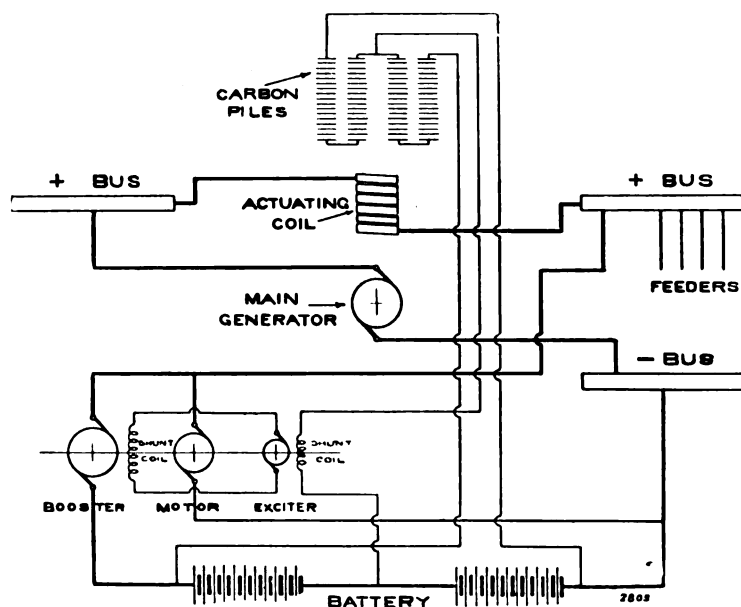 CARBON
PILES
+ BUS
ACTUATING
COIL
+ BUS
FEEDERS
MAIN
GENERATOR
- BUS
SHUNT
COIL
SHUNT
COIL
BOOSTER
MOTOR
EXCITER
BATTERY
2808